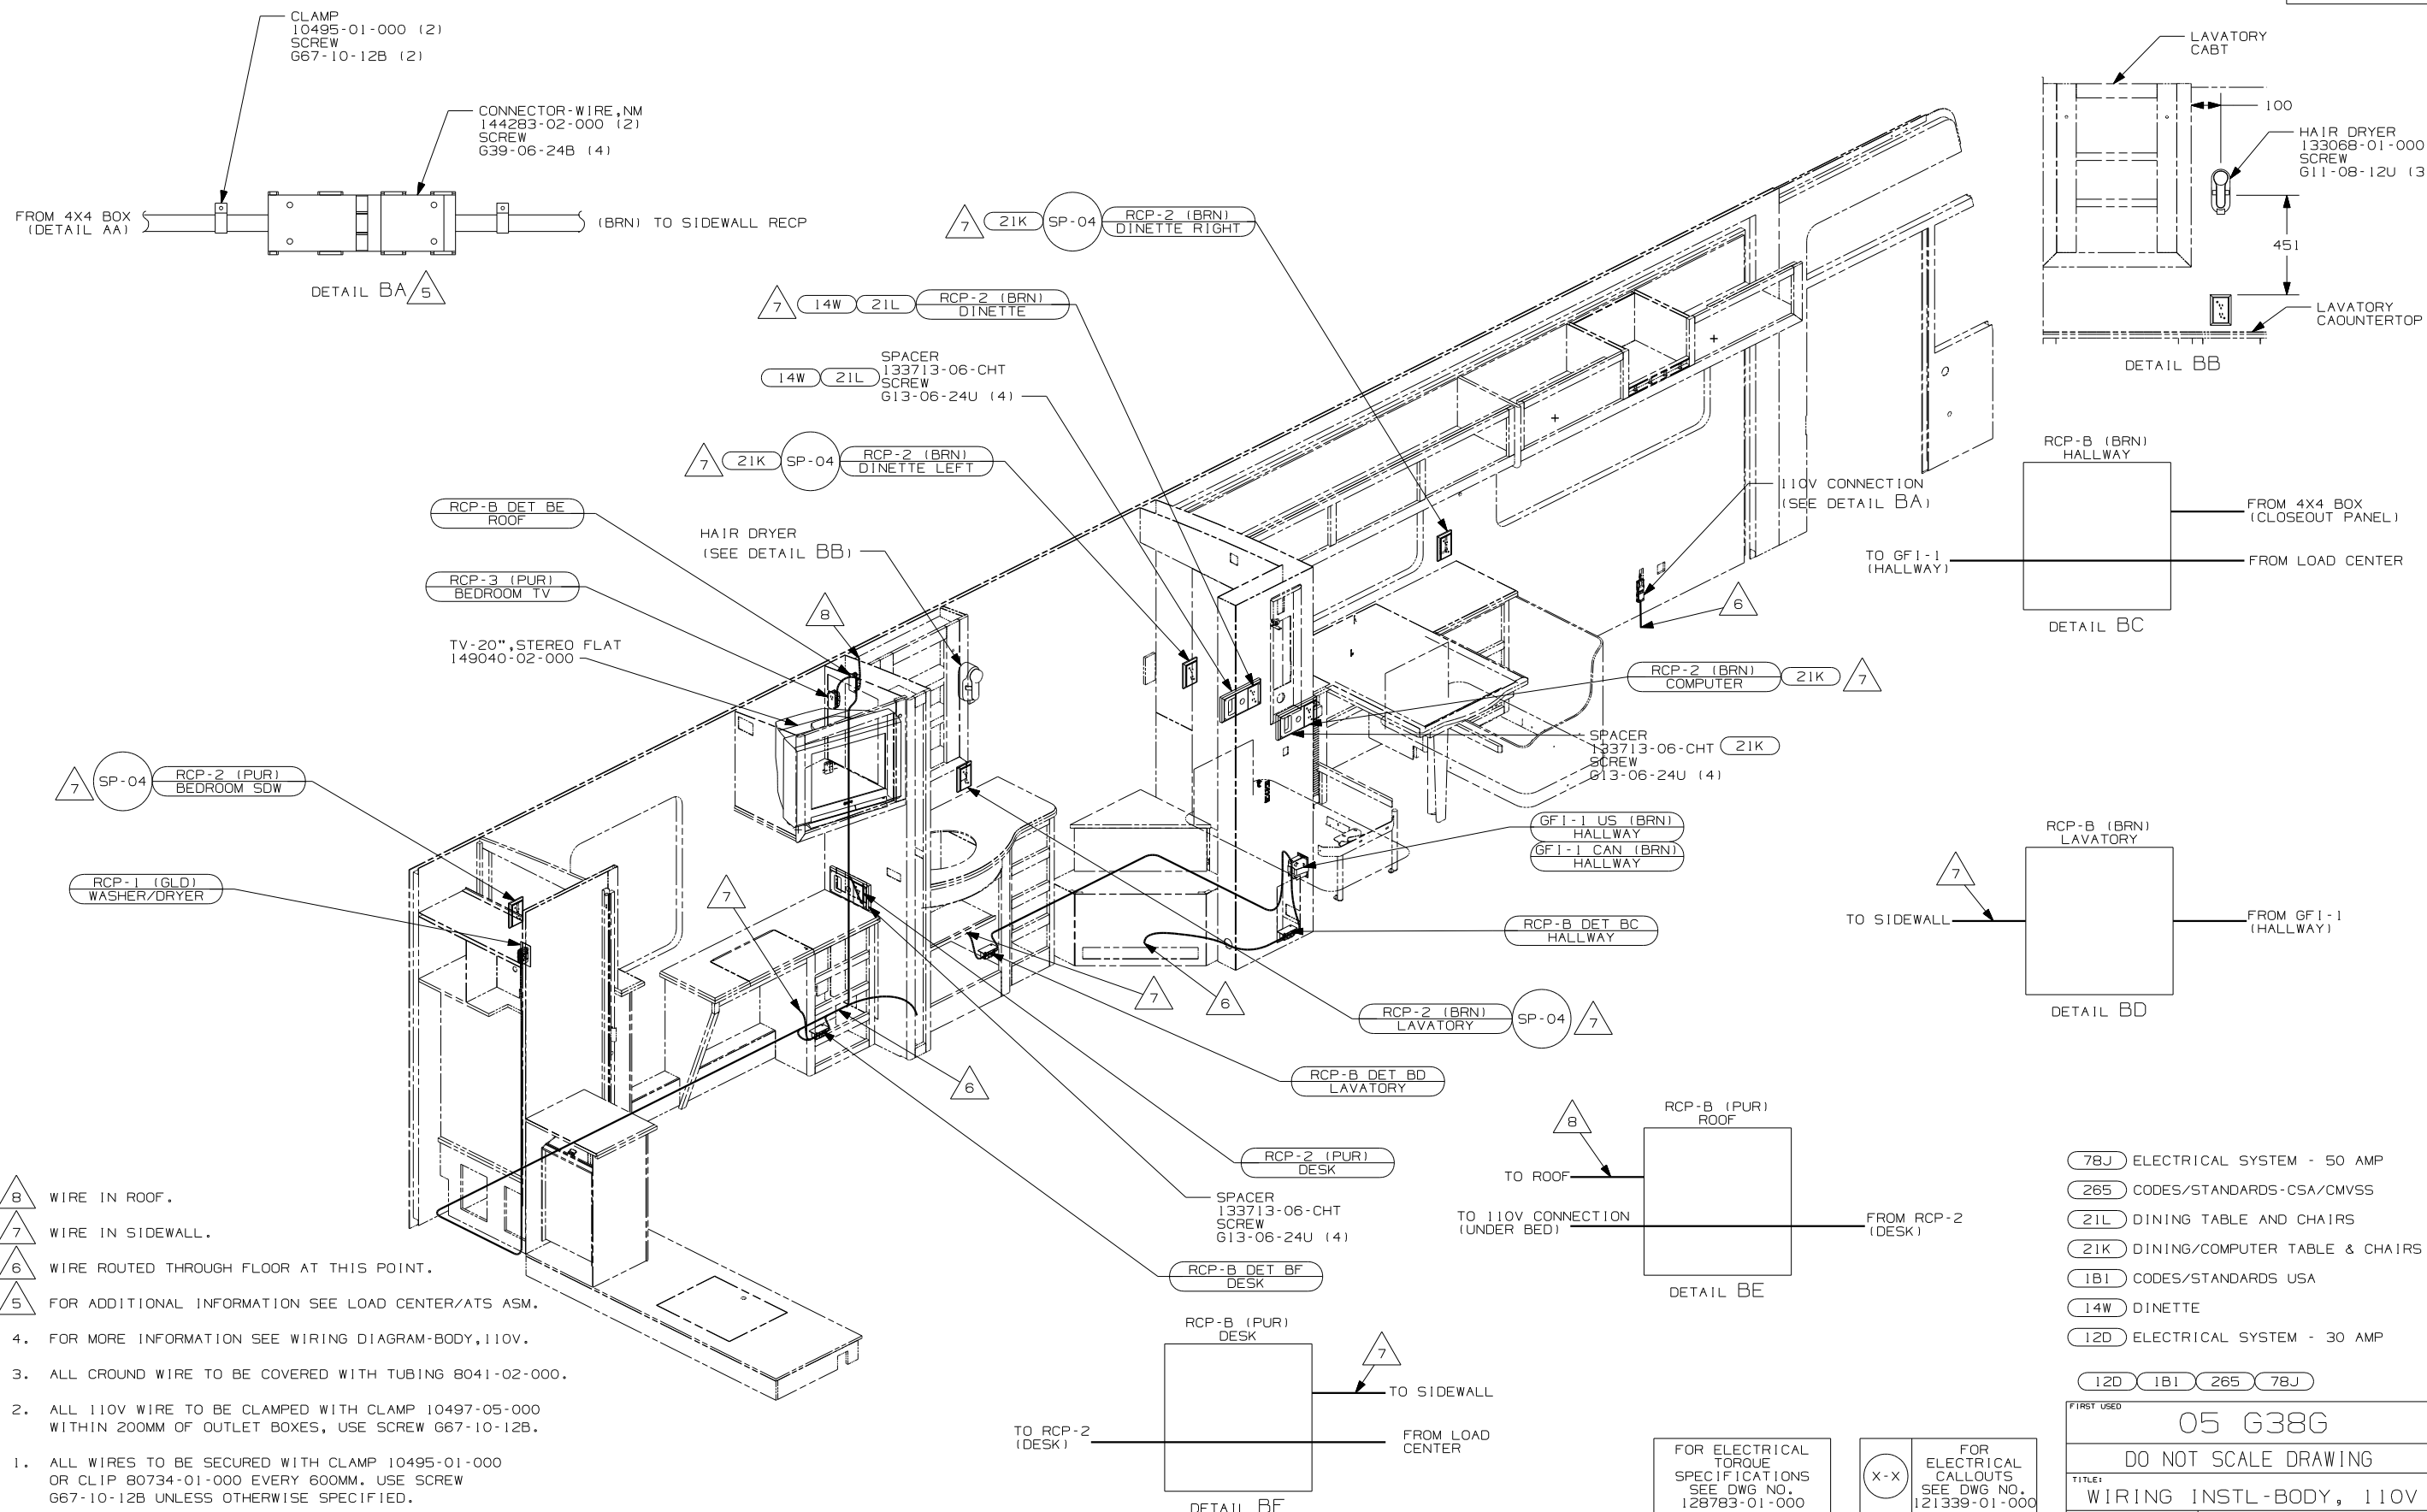 CLAMP
10495-01-000 (2)
SCREW
G67-10-12B (2)
CONNECTOR-WIRE,NM
144283-02-000 (2)
SCREW
G39-06-24B (4)
FROM 4X4 BOX
(DETAIL AA)
(BRN) TO SIDEWALL RECP
DETAIL BA 5
LAVATORY
CABT
100
HAIR DRYER
133068-01-000
SCREW
G11-08-12U (3
451
LAVATORY
CAOUNTERTOP
DETAIL BB
7 21K SP-04 RCP-2 (BRN)
DINETTE RIGHT
7 14W 21L RCP-2 (BRN)
DINETTE
14W 21L
SPACER
133713-06-CHT
SCREW
G13-06-24U (4)
7 21K SP-04 RCP-2 (BRN)
DINETTE LEFT
RCP-B DET BE
ROOF
HAIR DRYER
(SEE DETAIL BB)
RCP-3 (PUR)
BEDROOM TV
8
TV-20",STEREO FLAT
149040-02-000
7 SP-04 RCP-2 (PUR)
BEDROOM SDW
RCP-1 (GLD)
WASHER/DRYER
110V CONNECTION
(SEE DETAIL BA)
6
RCP-2 (BRN)
COMPUTER
21K 7
SPACER
133713-06-CHT 21K
SCREW
G13-06-24U (4)
GFI-1 US (BRN)
HALLWAY
GFI-1 CAN (BRN)
HALLWAY
RCP-B DET BC
HALLWAY
7
7
6
RCP-2 (BRN)
LAVATORY
SP-04 7
6
RCP-B DET BD
LAVATORY
RCP-2 (PUR)
DESK
SPACER
133713-06-CHT
SCREW
G13-06-24U (4)
RCP-B DET BF
DESK
RCP-B (BRN)
HALLWAY
FROM 4X4 BOX
(CLOSEOUT PANEL)
TO GFI-1
(HALLWAY)
FROM LOAD CENTER
DETAIL BC
RCP-B (BRN)
LAVATORY
7
TO SIDEWALL
FROM GFI-1
(HALLWAY)
DETAIL BD
RCP-B (PUR)
ROOF
8
TO ROOF
TO 110V CONNECTION
(UNDER BED)
FROM RCP-2
(DESK)
DETAIL BE
RCP-B (PUR)
DESK
7
TO SIDEWALL
TO RCP-2
(DESK)
FROM LOAD
CENTER
DETAIL BF
8 WIRE IN ROOF.
7 WIRE IN SIDEWALL.
6 WIRE ROUTED THROUGH FLOOR AT THIS POINT.
5 FOR ADDITIONAL INFORMATION SEE LOAD CENTER/ATS ASM.
4. FOR MORE INFORMATION SEE WIRING DIAGRAM-BODY,110V.
3. ALL CROUND WIRE TO BE COVERED WITH TUBING 8041-02-000.
2. ALL 110V WIRE TO BE CLAMPED WITH CLAMP 10497-05-000
WITHIN 200MM OF OUTLET BOXES, USE SCREW G67-10-12B.
1. ALL WIRES TO BE SECURED WITH CLAMP 10495-01-000
OR CLIP 80734-01-000 EVERY 600MM. USE SCREW
G67-10-12B UNLESS OTHERWISE SPECIFIED.
78J ELECTRICAL SYSTEM - 50 AMP
265 CODES/STANDARDS-CSA/CMVSS
21L DINING TABLE AND CHAIRS
21K DINING/COMPUTER TABLE & CHAIRS
1B1 CODES/STANDARDS USA
14W DINETTE
12D ELECTRICAL SYSTEM - 30 AMP
12D 1B1 265 78J
FOR ELECTRICAL
TORQUE
SPECIFICATIONS
SEE DWG NO.
128783-01-000
X-X
FOR
ELECTRICAL
CALLOUTS
SEE DWG NO.
121339-01-000
FIRST USED
05 G38G
DO NOT SCALE DRAWING
TITLE:
WIRING INSTL-BODY, 110V